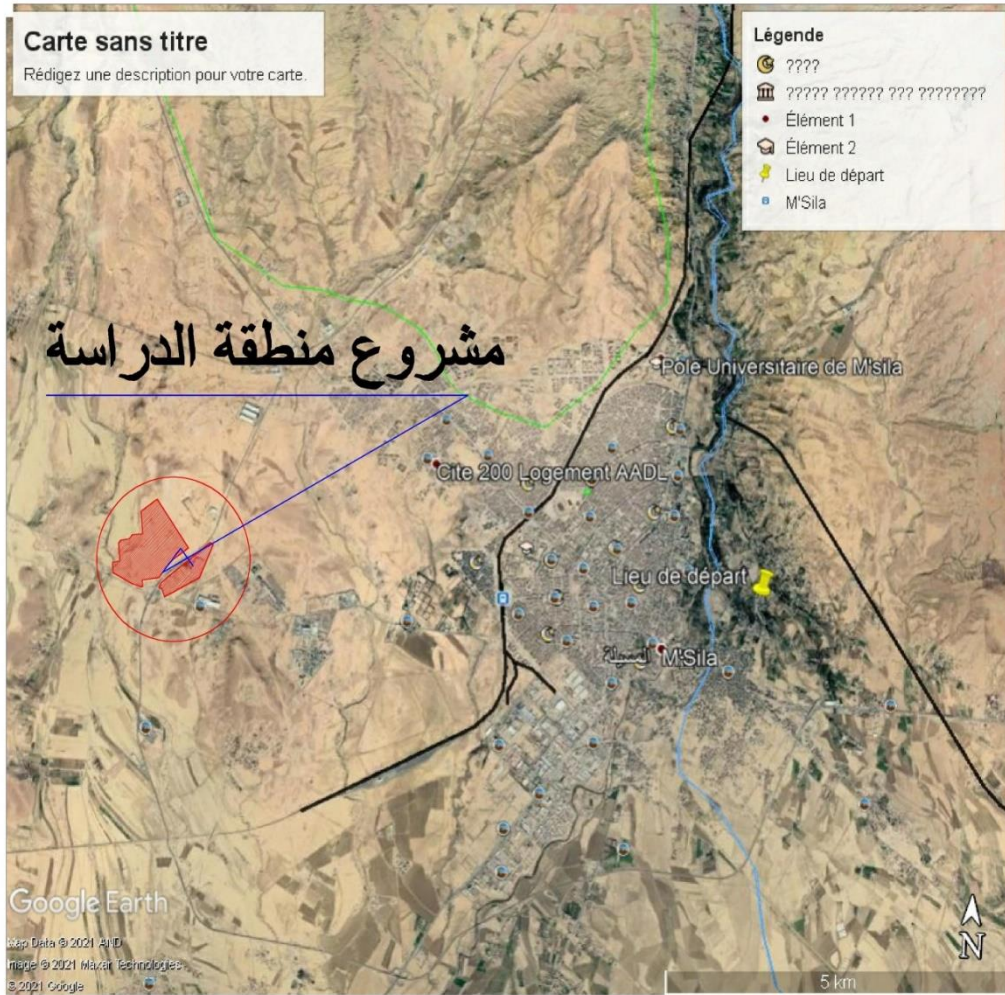 Carte sans titre
Rédigez une description pour votre carte.
Légende
????
????? ?????? ??? ????????
Élément 1
Élément 2
Lieu de départ
M'Sila
مشروع منطقة الدراسة
Pole Universitaire de M'sila
Cite 200 Logement AADL
Lieu de départ
المسيلة M'Sila
Google Earth
Map Data © 2021 AND
Image © 2021 Maxar Technologies
© 2021 Google
N
5 km